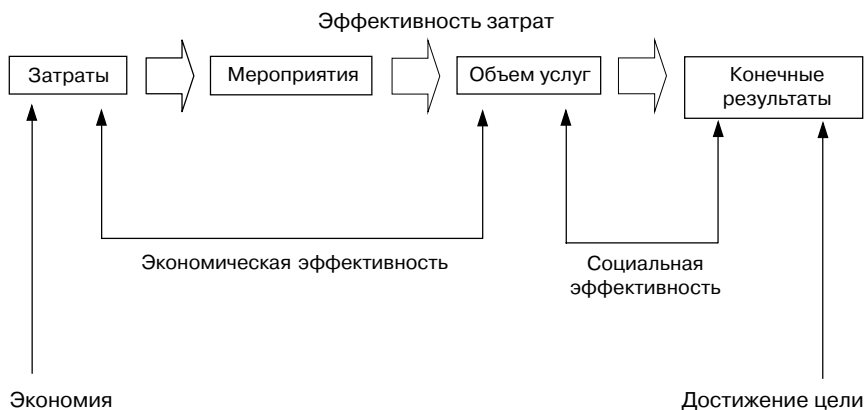 Эффективность затрат
Затраты
Мероприятия
Объем услуг
Конечные
результаты
Экономическая эффективность
Социальная
эффективность
Экономия
Достижение цели